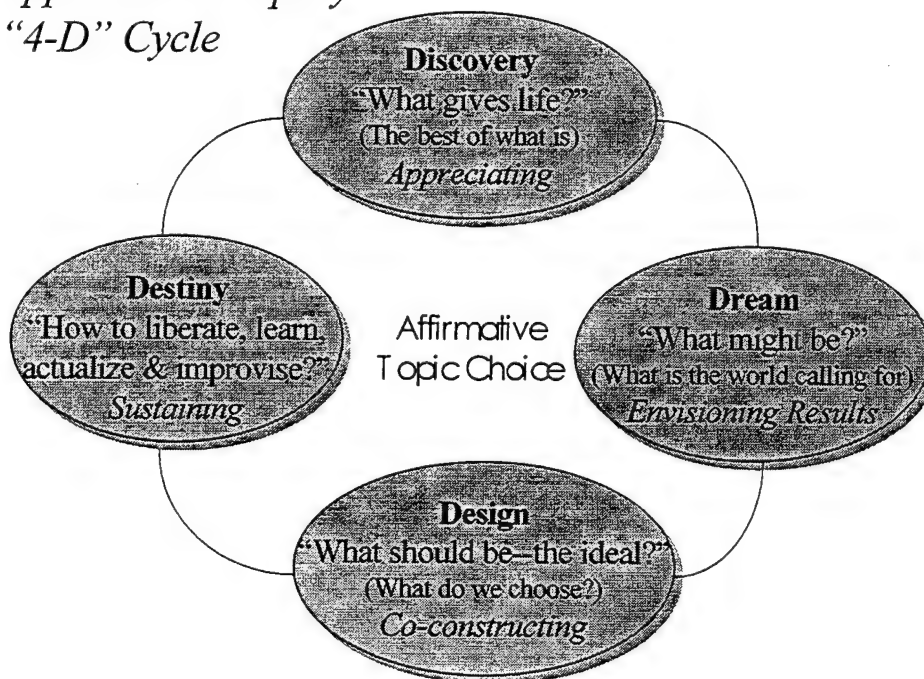 "4-D" Cycle
Discovery
"What gives life?"
(The best of what is)
Appreciating
Destiny
"How to liberate, learn,
actualize & improvise?"
Sustaining
Affirmative
Topic Choice
Dream
"What might be?"
(What is the world calling for)
Envisioning Results
Design
"What should be--the ideal?"
(What do we choose?)
Co-constructing